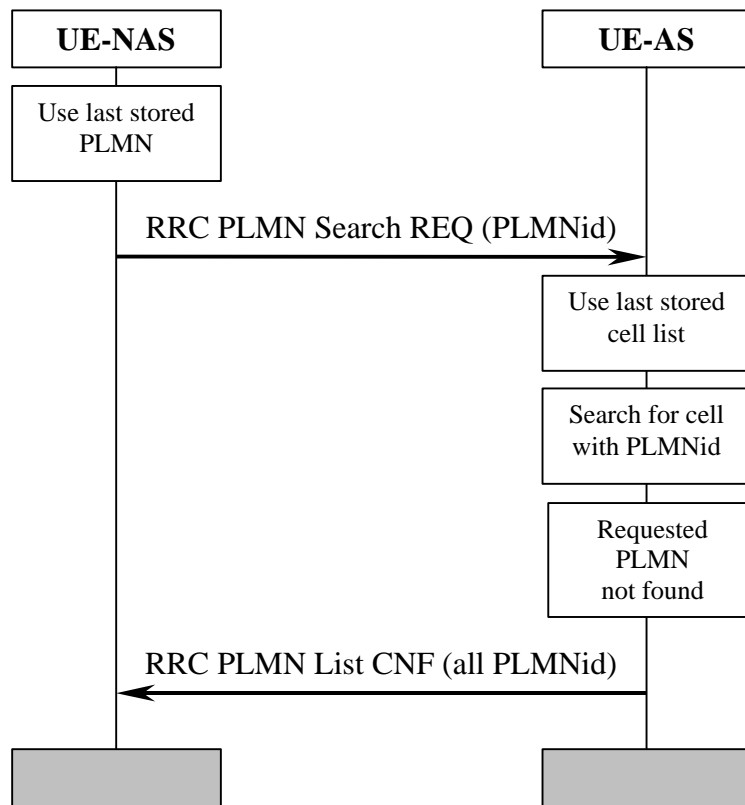 UE-NAS
UE-AS
Use last stored
PLMN
RRC PLMN Search REQ (PLMNid)
Use last stored
cell list
Search for cell
with PLMNid
Requested
PLMN
not found
RRC PLMN List CNF (all PLMNid)